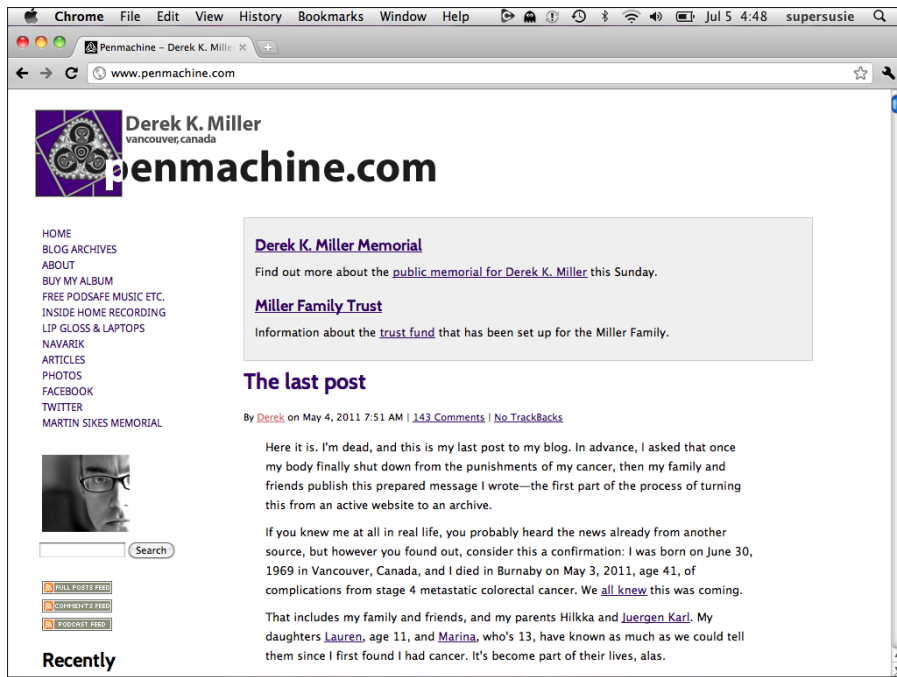 Chrome File Edit View History Bookmarks Window Help Jul 5 4:48 supersusie
Penmachine – Derek K. Mille
www.penmachine.com
Derek K. Miller
vancouver, canada
penmachine.com
HOME
BLOG ARCHIVES
ABOUT
BUY MY ALBUM
FREE PODSAFE MUSIC ETC.
INSIDE HOME RECORDING
LIP GLOSS & LAPTOPS
NAVARIK
ARTICLES
PHOTOS
FACEBOOK
TWITTER
MARTIN SIKES MEMORIAL
Search
FULL POSTS FEED
COMMENTS FEED
PODCAST FEED
Recently
Derek K. Miller Memorial
Find out more about the public memorial for Derek K. Miller this Sunday.
Miller Family Trust
Information about the trust fund that has been set up for the Miller Family.
The last post
By Derek on May 4, 2011 7:51 AM | 143 Comments | No TrackBacks
Here it is. I'm dead, and this is my last post to my blog. In advance, I asked that once
my body finally shut down from the punishments of my cancer, then my family and
friends publish this prepared message I wrote—the first part of the process of turning
this from an active website to an archive.
If you knew me at all in real life, you probably heard the news already from another
source, but however you found out, consider this a confirmation: I was born on June 30,
1969 in Vancouver, Canada, and I died in Burnaby on May 3, 2011, age 41, of
complications from stage 4 metastatic colorectal cancer. We all knew this was coming.
That includes my family and friends, and my parents Hilkka and Juergen Karl. My
daughters Lauren, age 11, and Marina, who's 13, have known as much as we could tell
them since I first found I had cancer. It's become part of their lives, alas.